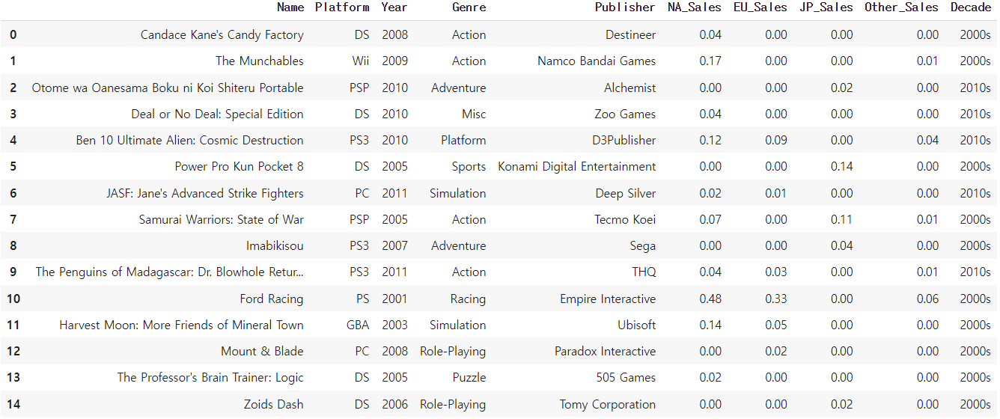 Name Platform Year Genre Publisher NA_Sales EU_Sales JP_Sales Other_Sales Decade
0 Candace Kane's Candy Factory DS 2008 Action Destineer 0.04 0.00 0.00 0.00 2000s
1 The Munchables Wii 2009 Action Namco Bandai Games 0.17 0.00 0.00 0.01 2000s
2 Otome wa Oanesama Boku ni Koi Shiteru Portable PSP 2010 Adventure Alchemist 0.00 0.00 0.02 0.00 2010s
3 Deal or No Deal: Special Edition DS 2010 Misc Zoo Games 0.04 0.00 0.00 0.00 2010s
4 Ben 10 Ultimate Alien: Cosmic Destruction PS3 2010 Platform D3Publisher 0.12 0.09 0.00 0.04 2010s
5 Power Pro Kun Pocket 8 DS 2005 Sports Konami Digital Entertainment 0.00 0.00 0.14 0.00 2000s
6 JASF: Jane's Advanced Strike Fighters PC 2011 Simulation Deep Silver 0.02 0.01 0.00 0.00 2010s
7 Samurai Warriors: State of War PSP 2005 Action Tecmo Koei 0.07 0.00 0.11 0.01 2000s
8 Imabikisou PS3 2007 Adventure Sega 0.00 0.00 0.04 0.00 2000s
9 The Penguins of Madagascar: Dr. Blowhole Retur... PS3 2011 Action THQ 0.04 0.03 0.00 0.01 2010s
10 Ford Racing PS 2001 Racing Empire Interactive 0.48 0.33 0.00 0.06 2000s
11 Harvest Moon: More Friends of Mineral Town GBA 2003 Simulation Ubisoft 0.14 0.05 0.00 0.00 2000s
12 Mount & Blade PC 2008 Role-Playing Paradox Interactive 0.00 0.02 0.00 0.00 2000s
13 The Professor's Brain Trainer: Logic DS 2005 Puzzle 505 Games 0.02 0.00 0.00 0.00 2000s
14 Zoids Dash DS 2006 Role-Playing Tomy Corporation 0.00 0.00 0.02 0.00 2000s